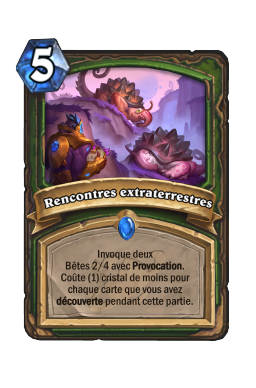 5
Rencontres extraterrestres
Invoque deux
Bêtes 2/4 avec Provocation.
Coûte (1) cristal de moins pour
chaque carte que vous avez
découverte pendant cette partie.